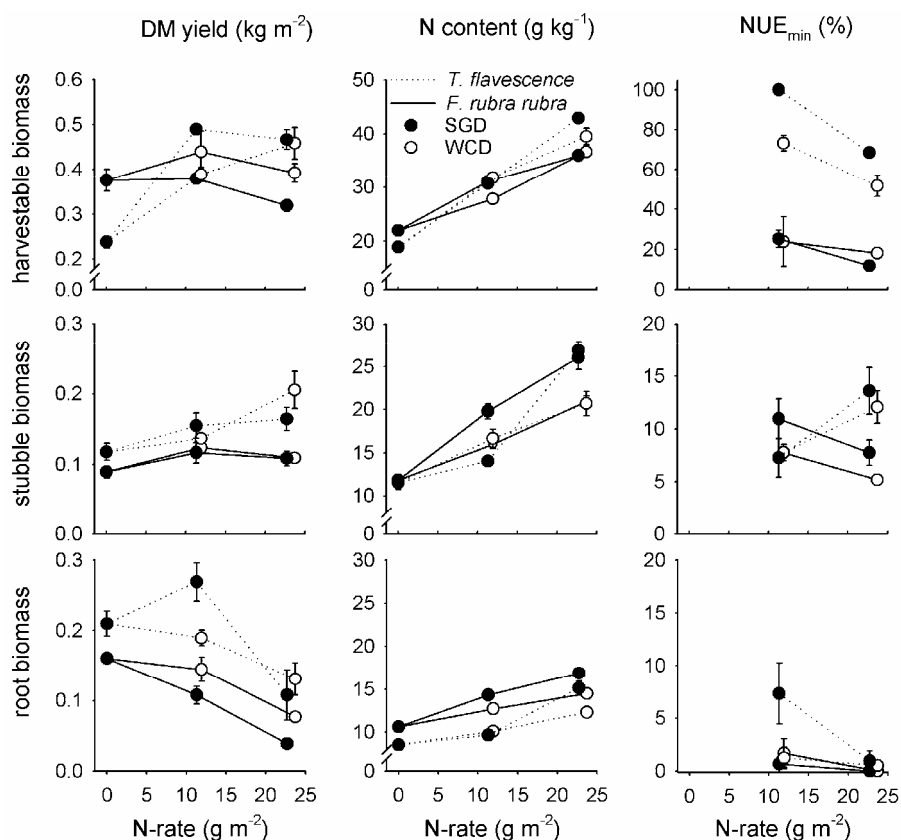 DM yield (kg m⁻²)
N content (g kg⁻¹)
NUEmin (%)
harvestable biomass
0.6
0.5
0.4
0.3
0.2
0.0
50
40
30
20
0
T. flavescence
F. rubra rubra
SGD
WCD
100
80
60
40
20
0
stubble biomass
0.3
0.2
0.1
0.0
30
25
20
15
10
0
20
15
10
5
0
root biomass
0.3
0.2
0.1
0.0
30
25
20
15
10
0
20
15
10
5
0
0 5 10 15 20 25
0 5 10 15 20 25
0 5 10 15 20 25
N-rate (g m⁻²)
N-rate (g m⁻²)
N-rate (g m⁻²)